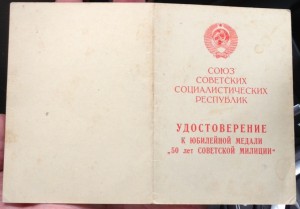 СОЮЗ
СОВЕТСКИХ
СОЦИАЛИСТИЧЕСКИХ
РЕСПУБЛИК
УДОСТОВЕРЕНИЕ
К ЮБИЛЕЙНОЙ МЕДАЛИ
„50 лет СОВЕТСКОЙ МИЛИЦИИ“